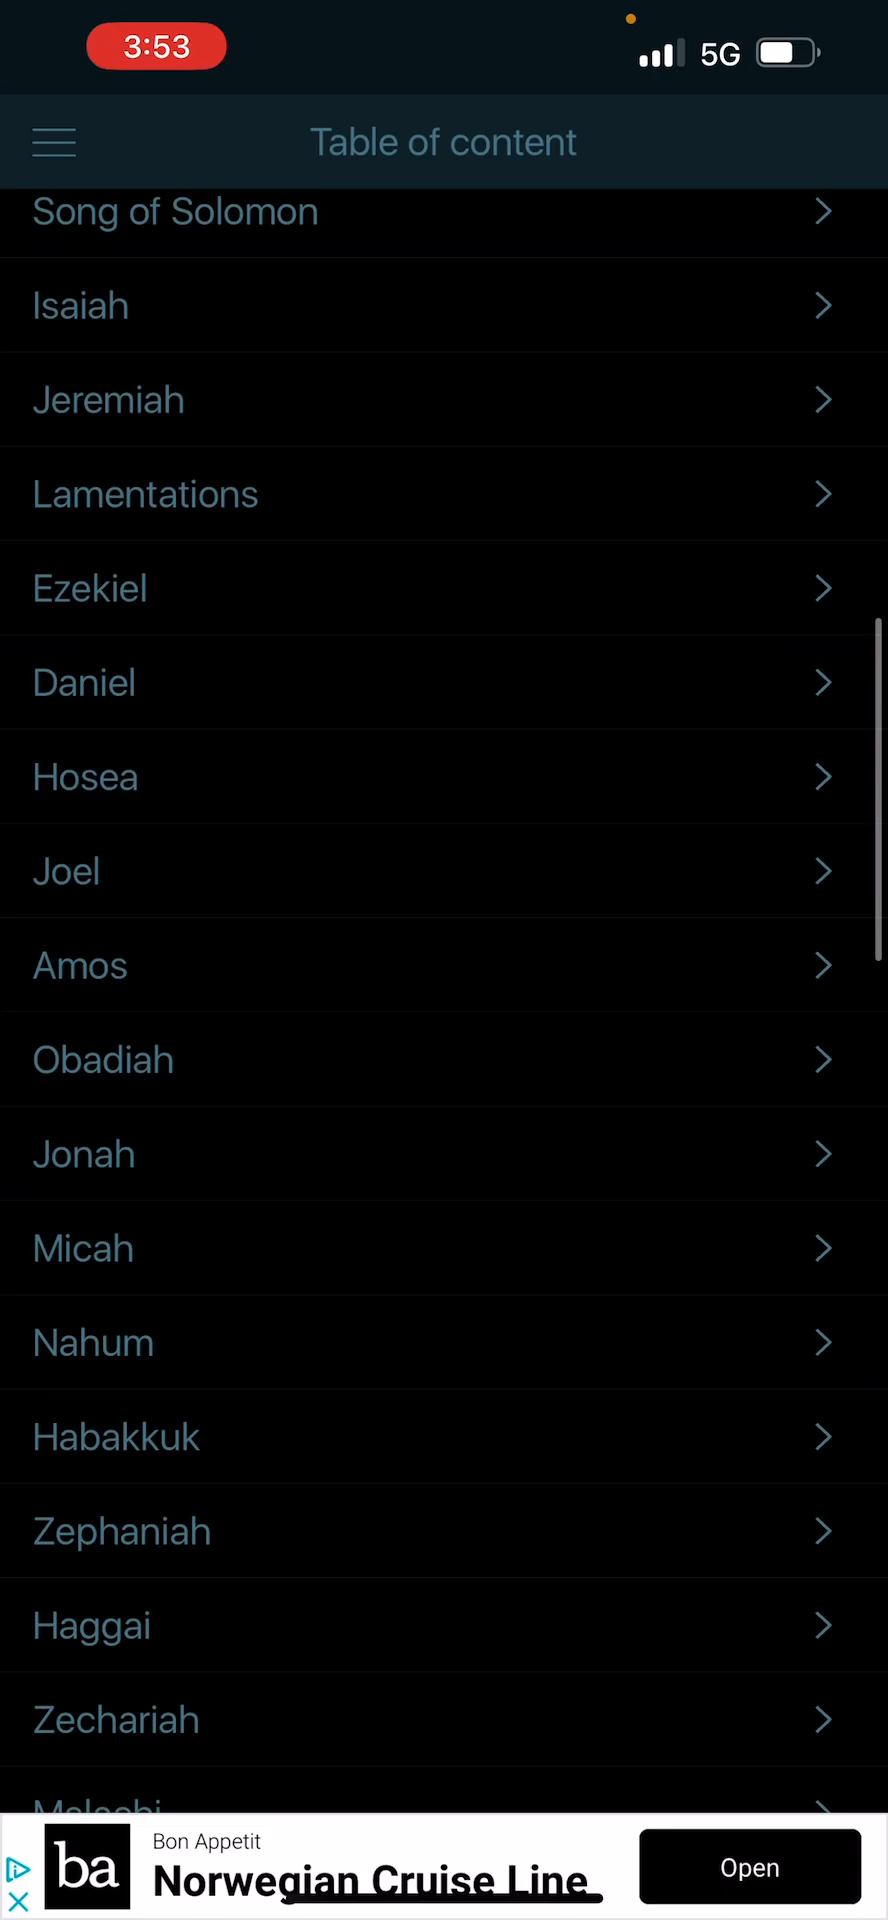 3:53
5G
Table of content
Song of Solomon
Isaiah
Jeremiah
Lamentations
Ezekiel
Daniel
Hosea
Joel
Amos
Obadiah
Jonah
Micah
Nahum
Habakkuk
Zephaniah
Haggai
Zechariah
Malachi
ba
Bon Appetit
Norwegian Cruise Line
Open